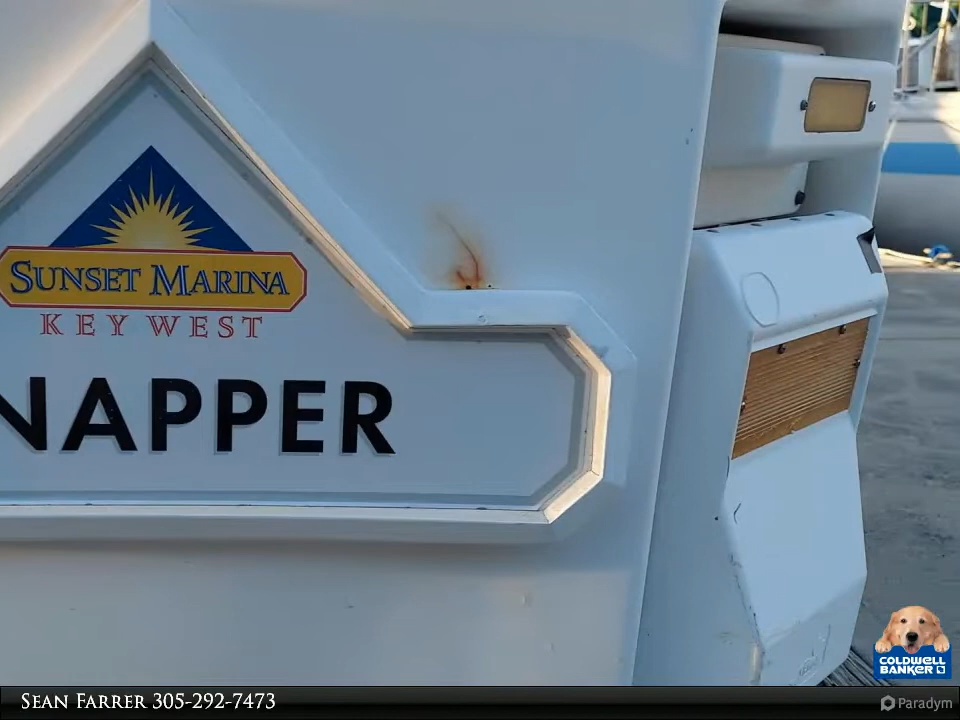 SUNSET MARINA
KEY WEST
NAPPER
COLDWELL
BANKER
SEAN FARRER 305-292-7473
Paradym